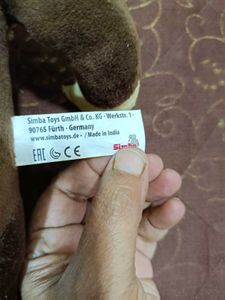 Simba Toys GmbH & Co. KG · Werkstr. 1 ·
90765 Fürth · Germany
www.simbatoys.de · / Made in India
EAC CE
Simba